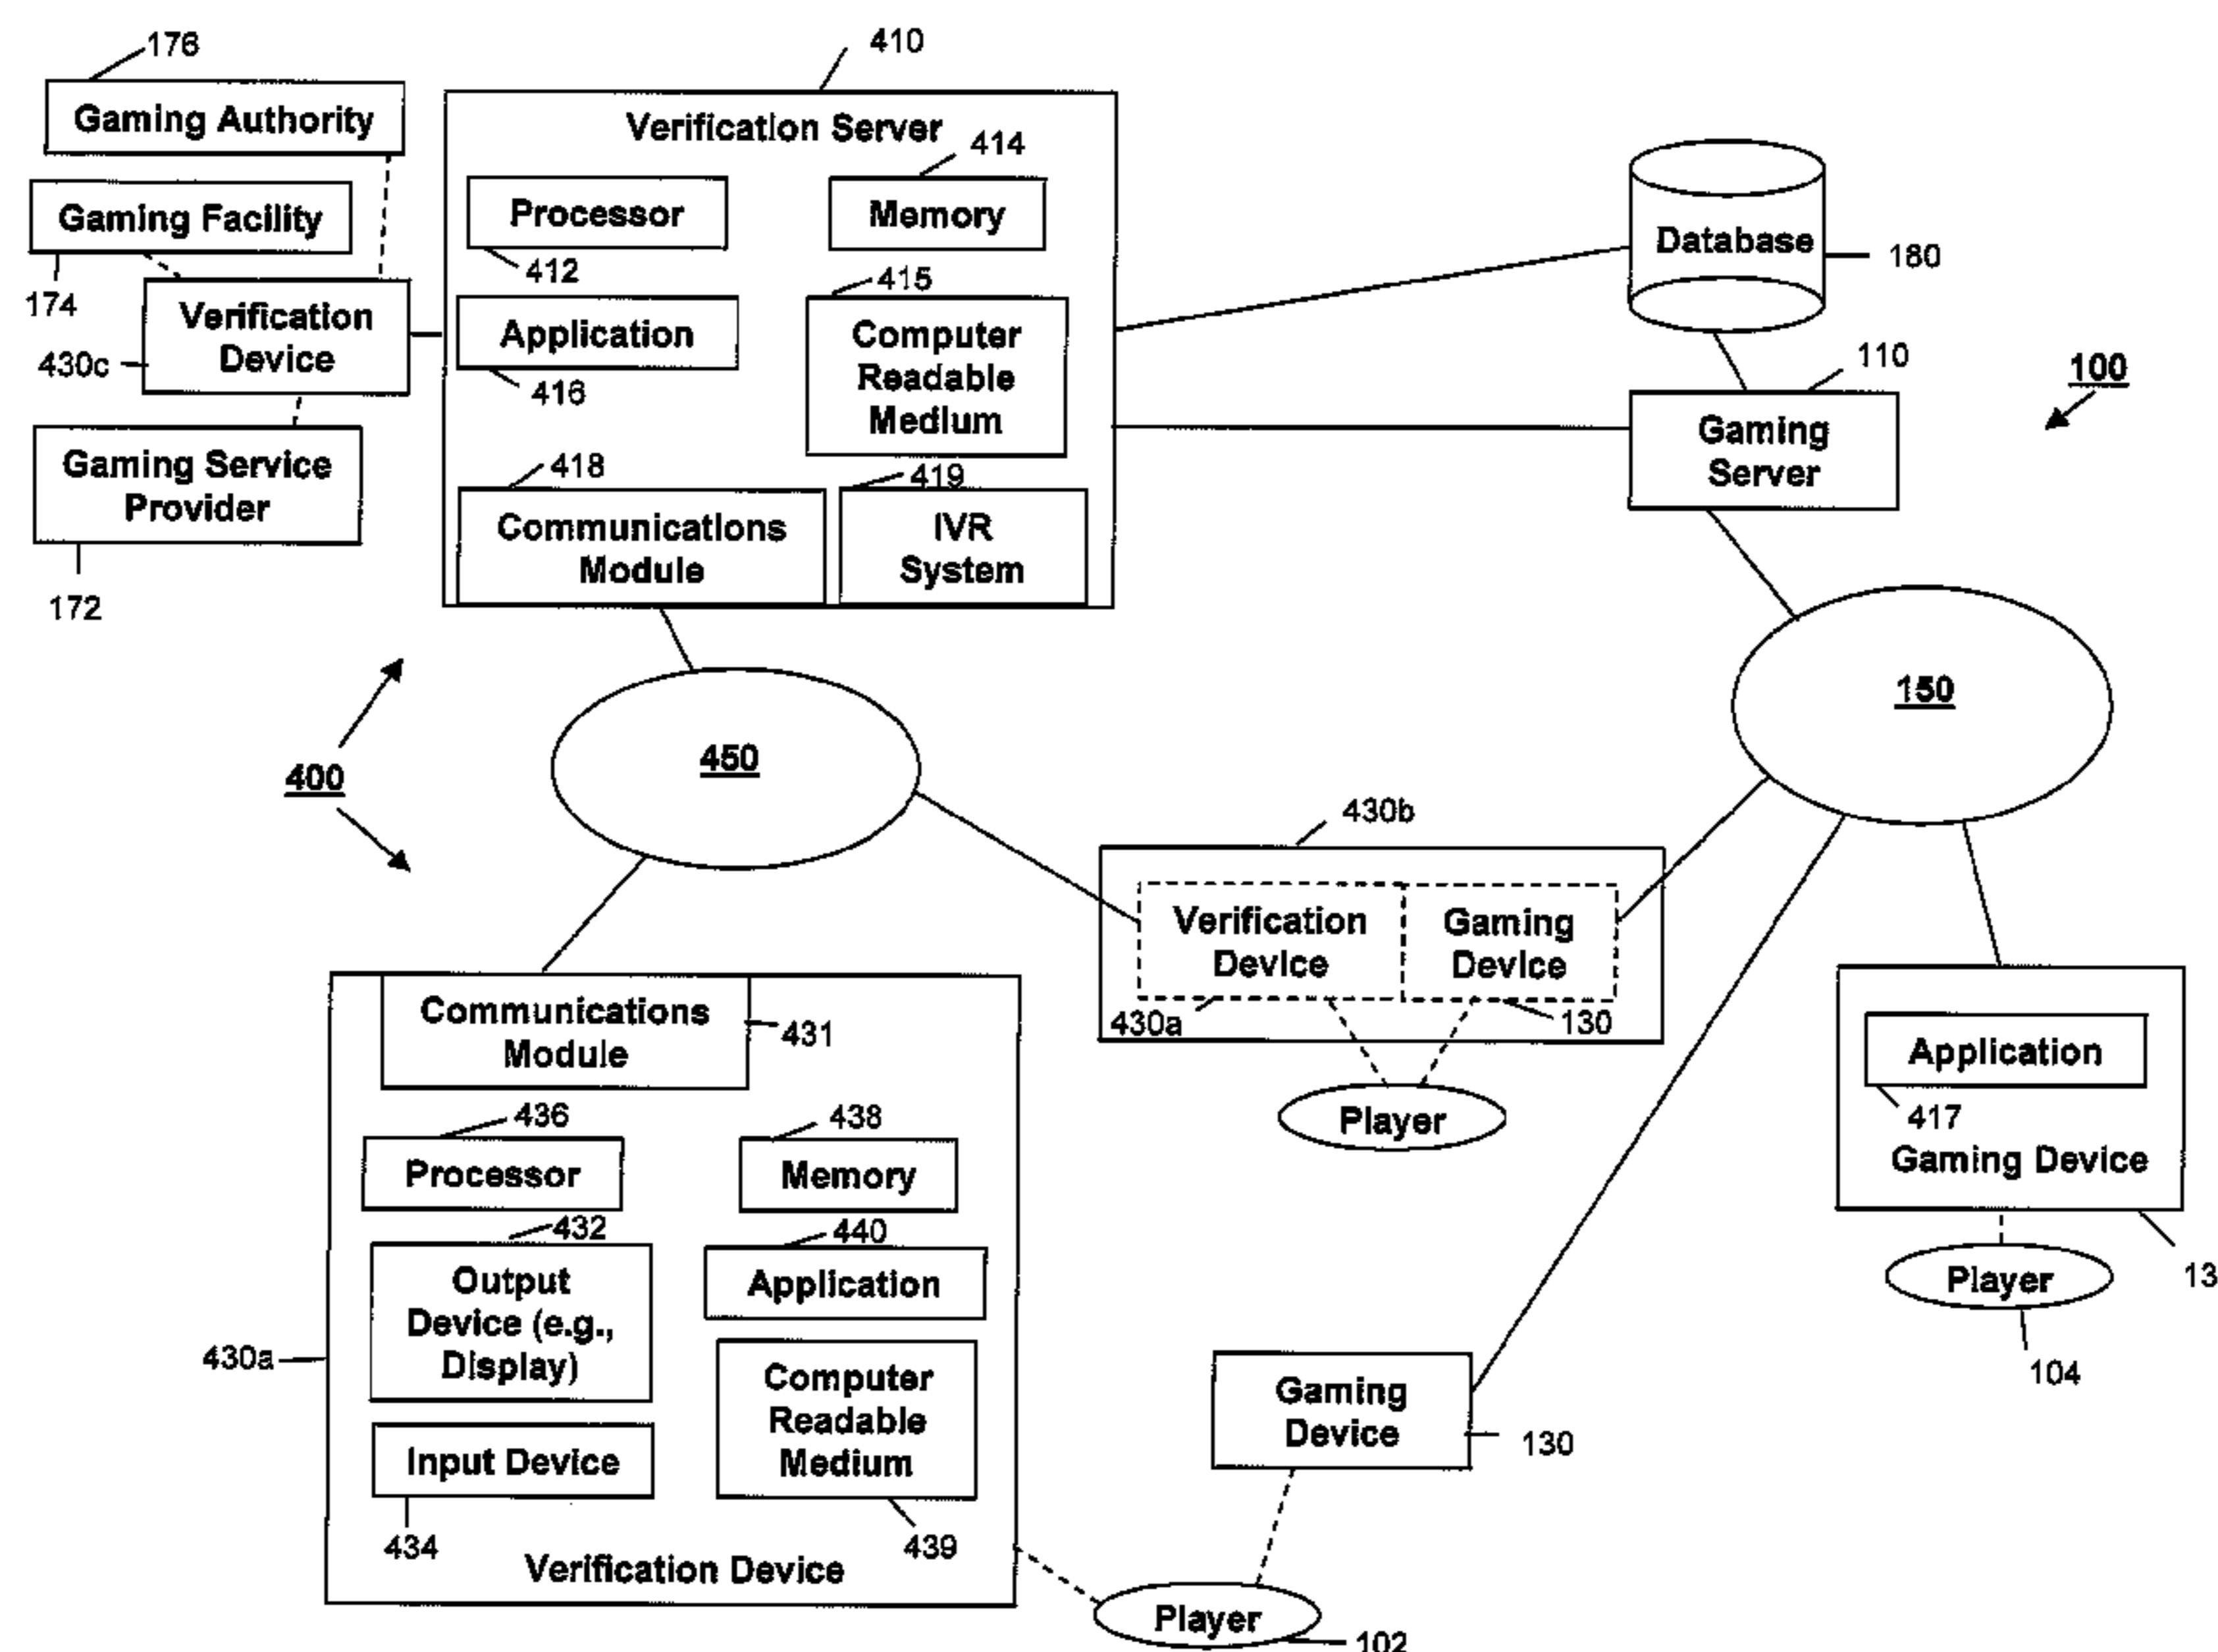 176
410
Gaming Authority
Verification Server
414
Gaming Facility
Processor
Memory
Database
180
412
415
174
Verification
Device
430c
Application
Computer
Readable
Medium
416
110
100
Gaming
Server
Gaming Service
Provider
418
419
Communications
Module
IVR
System
172
150
450
400
430b
Verification
Device
Gaming
Device
430a
130
Communications
Module
431
Application
417
Gaming Device
Player
436
438
Processor
Memory
432
440
Output
Device (e.g.,
Display)
Application
Player
13
104
430a
Computer
Readable
Medium
Gaming
Device
130
Input Device
434
439
Verification Device
Player
102